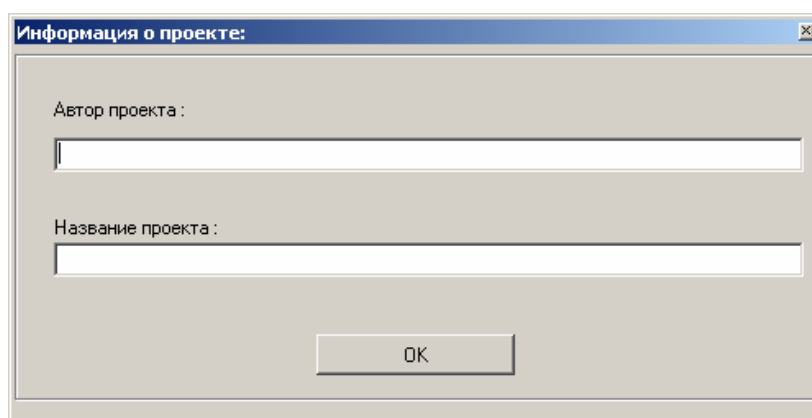 Информация о проекте:
Автор проекта :
Название проекта :
OK